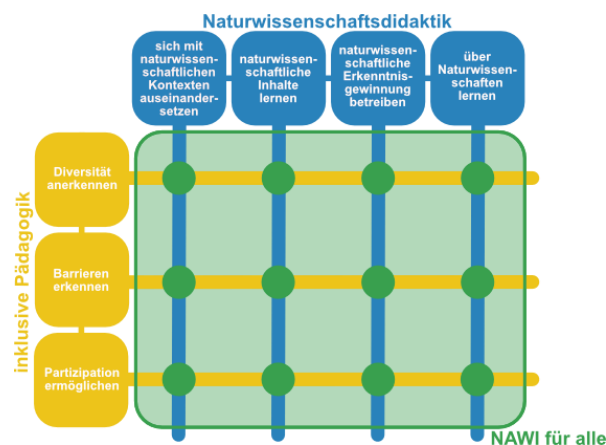 Naturwissenschaftsdidaktik
sich mit
naturwissen-
schaftlichen
Kontexten
auseinander-
setzen
naturwissen-
schaftliche
Inhalte
lernen
naturwissen-
schaftliche
Erkenntnis-
gewinnung
betreiben
über
Naturwissen-
schaften
lernen
inklusive Pädagogik
Diversität
anerkennen
Barrieren
erkennen
Partizipation
ermöglichen
NAWI für alle